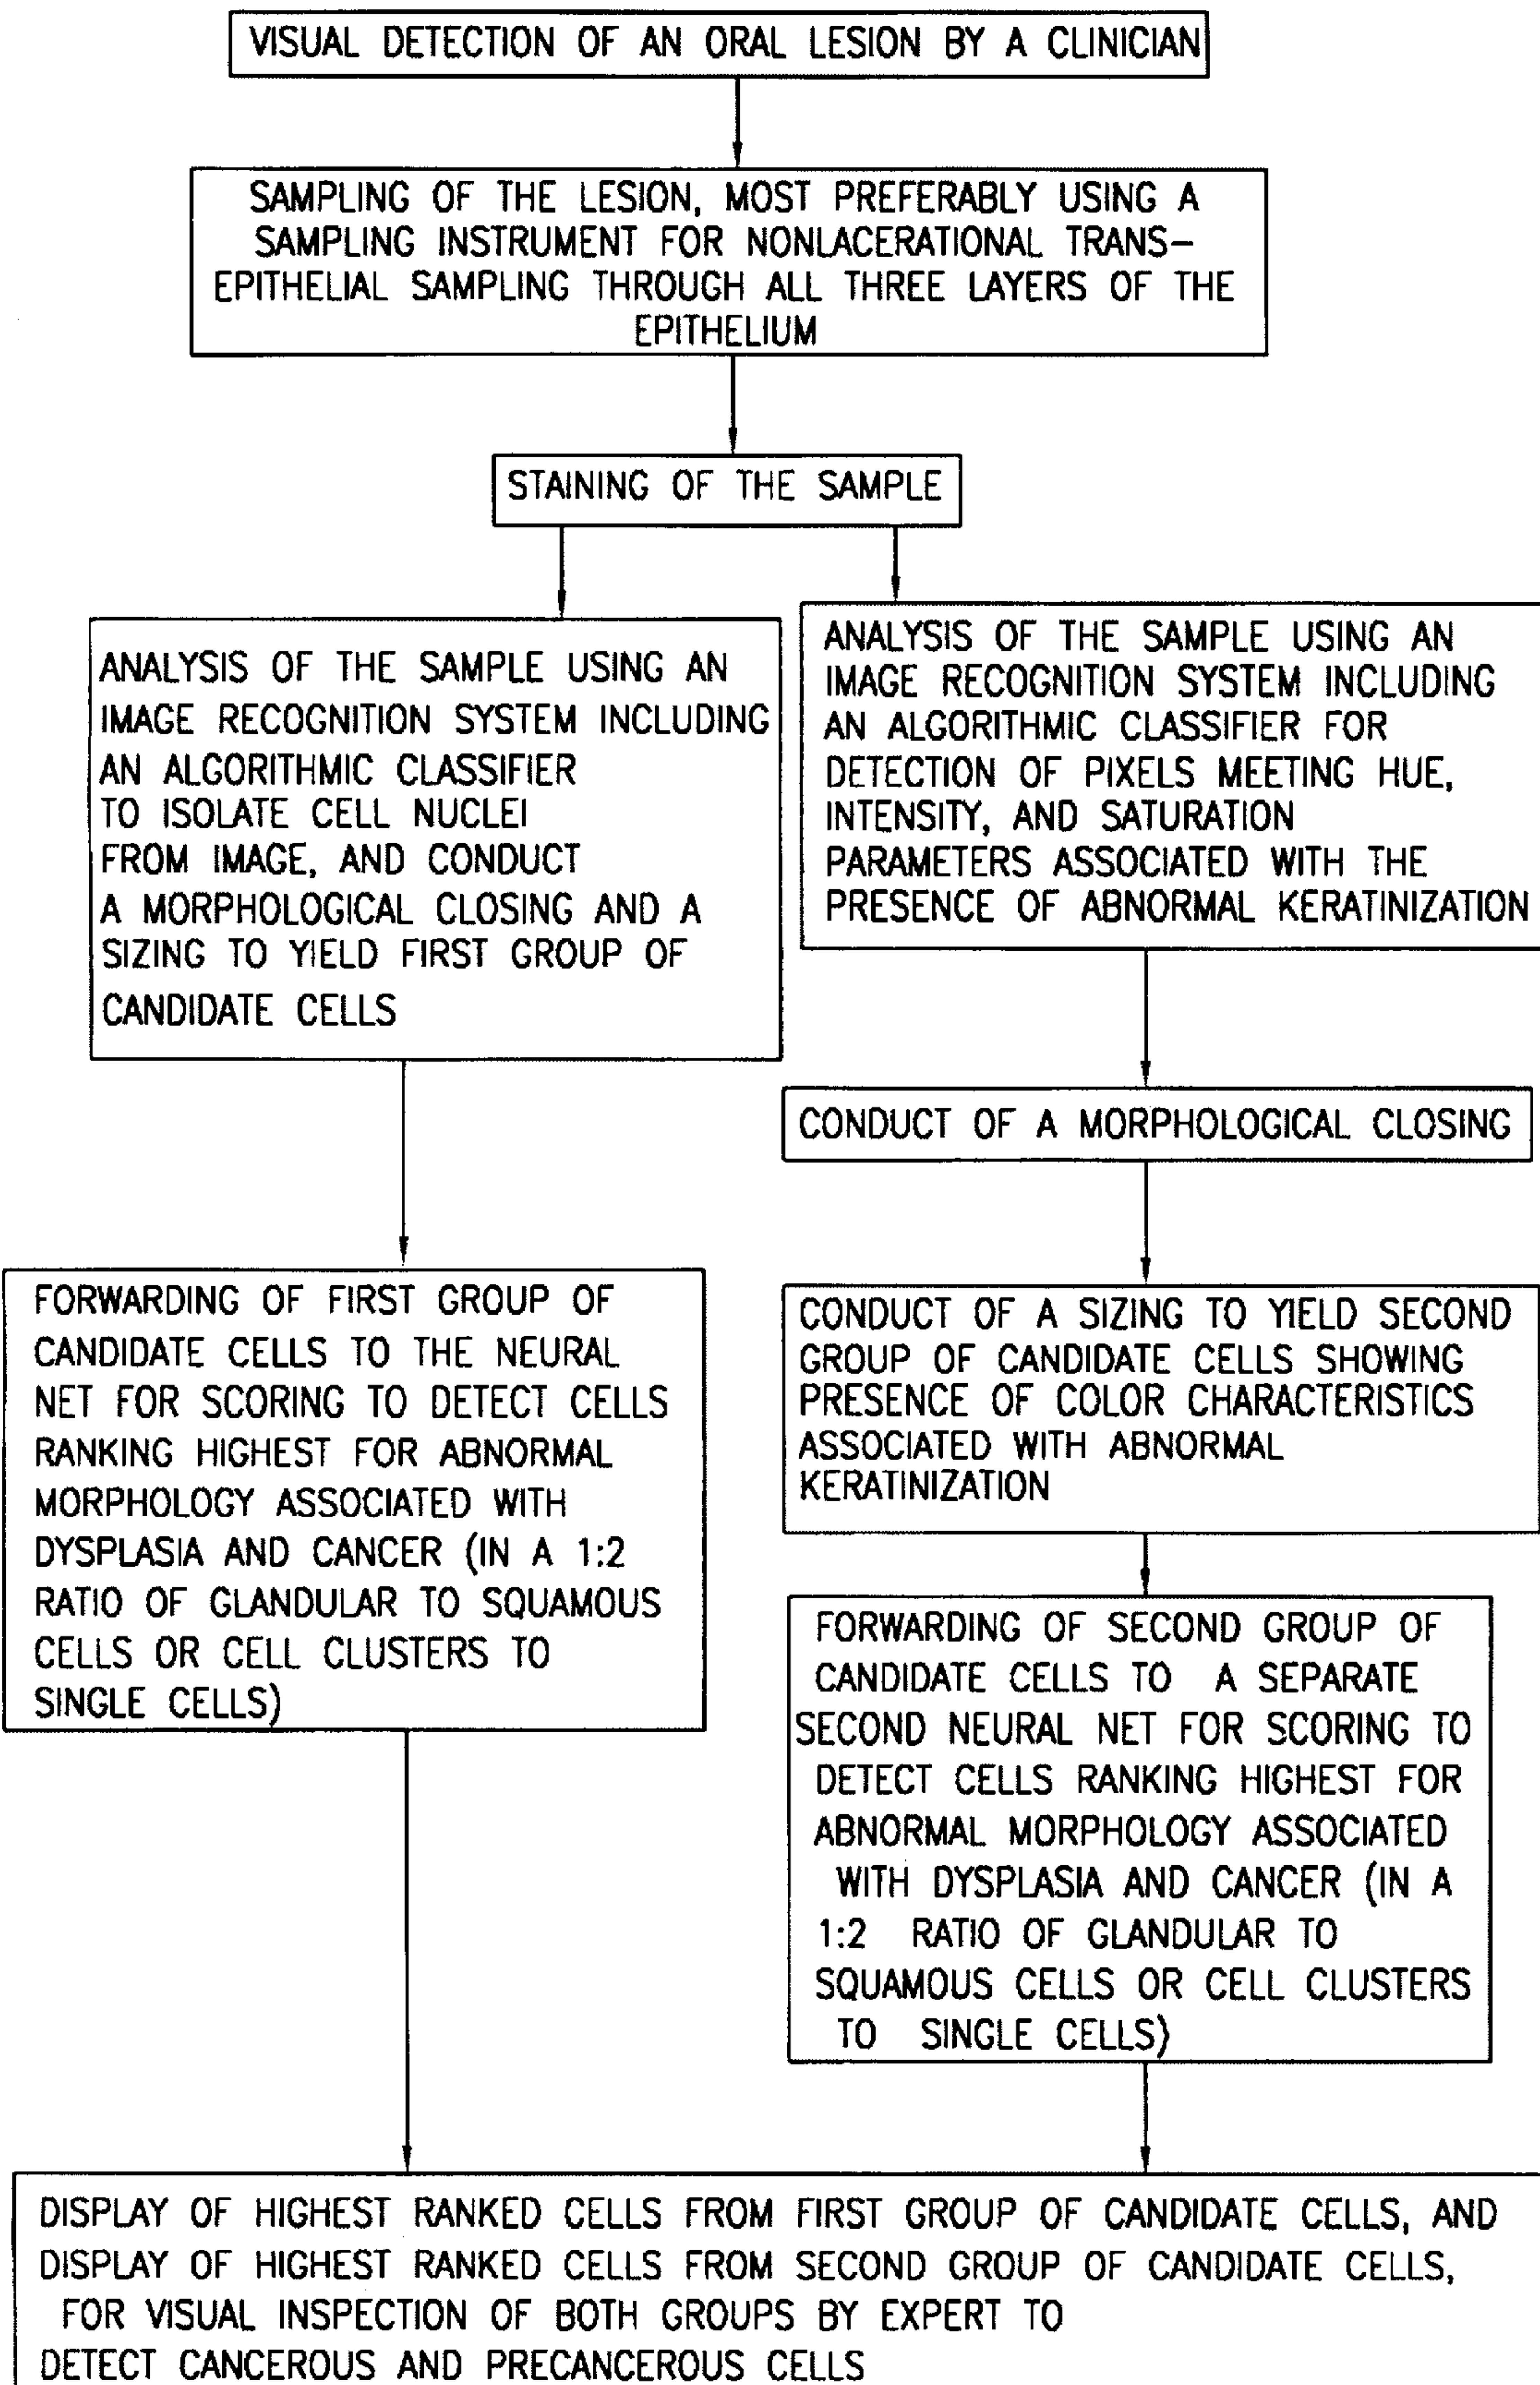 VISUAL DETECTION OF AN ORAL LESION BY A CLINICIAN
SAMPLING OF THE LESION, MOST PREFERABLY USING A
SAMPLING INSTRUMENT FOR NONLACERATIONAL TRANS-
EPITHELIAL SAMPLING THROUGH ALL THREE LAYERS OF THE
EPITHELIUM
STAINING OF THE SAMPLE
ANALYSIS OF THE SAMPLE USING AN
IMAGE RECOGNITION SYSTEM INCLUDING
AN ALGORITHMIC CLASSIFIER
TO ISOLATE CELL NUCLEI
FROM IMAGE, AND CONDUCT
A MORPHOLOGICAL CLOSING AND A
SIZING TO YIELD FIRST GROUP OF
CANDIDATE CELLS
ANALYSIS OF THE SAMPLE USING AN
IMAGE RECOGNITION SYSTEM INCLUDING
AN ALGORITHMIC CLASSIFIER FOR
DETECTION OF PIXELS MEETING HUE,
INTENSITY, AND SATURATION
PARAMETERS ASSOCIATED WITH THE
PRESENCE OF ABNORMAL KERATINIZATION
CONDUCT OF A MORPHOLOGICAL CLOSING
FORWARDING OF FIRST GROUP OF
CANDIDATE CELLS TO THE NEURAL
NET FOR SCORING TO DETECT CELLS
RANKING HIGHEST FOR ABNORMAL
MORPHOLOGY ASSOCIATED WITH
DYSPLASIA AND CANCER (IN A 1:2
RATIO OF GLANDULAR TO SQUAMOUS
CELLS OR CELL CLUSTERS TO
SINGLE CELLS)
CONDUCT OF A SIZING TO YIELD SECOND
GROUP OF CANDIDATE CELLS SHOWING
PRESENCE OF COLOR CHARACTERISTICS
ASSOCIATED WITH ABNORMAL
KERATINIZATION
FORWARDING OF SECOND GROUP OF
CANDIDATE CELLS TO A SEPARATE
SECOND NEURAL NET FOR SCORING TO
DETECT CELLS RANKING HIGHEST FOR
ABNORMAL MORPHOLOGY ASSOCIATED
WITH DYSPLASIA AND CANCER (IN A
1:2 RATIO OF GLANDULAR TO
SQUAMOUS CELLS OR CELL CLUSTERS
TO SINGLE CELLS)
DISPLAY OF HIGHEST RANKED CELLS FROM FIRST GROUP OF CANDIDATE CELLS, AND
DISPLAY OF HIGHEST RANKED CELLS FROM SECOND GROUP OF CANDIDATE CELLS,
FOR VISUAL INSPECTION OF BOTH GROUPS BY EXPERT TO
DETECT CANCEROUS AND PRECANCEROUS CELLS